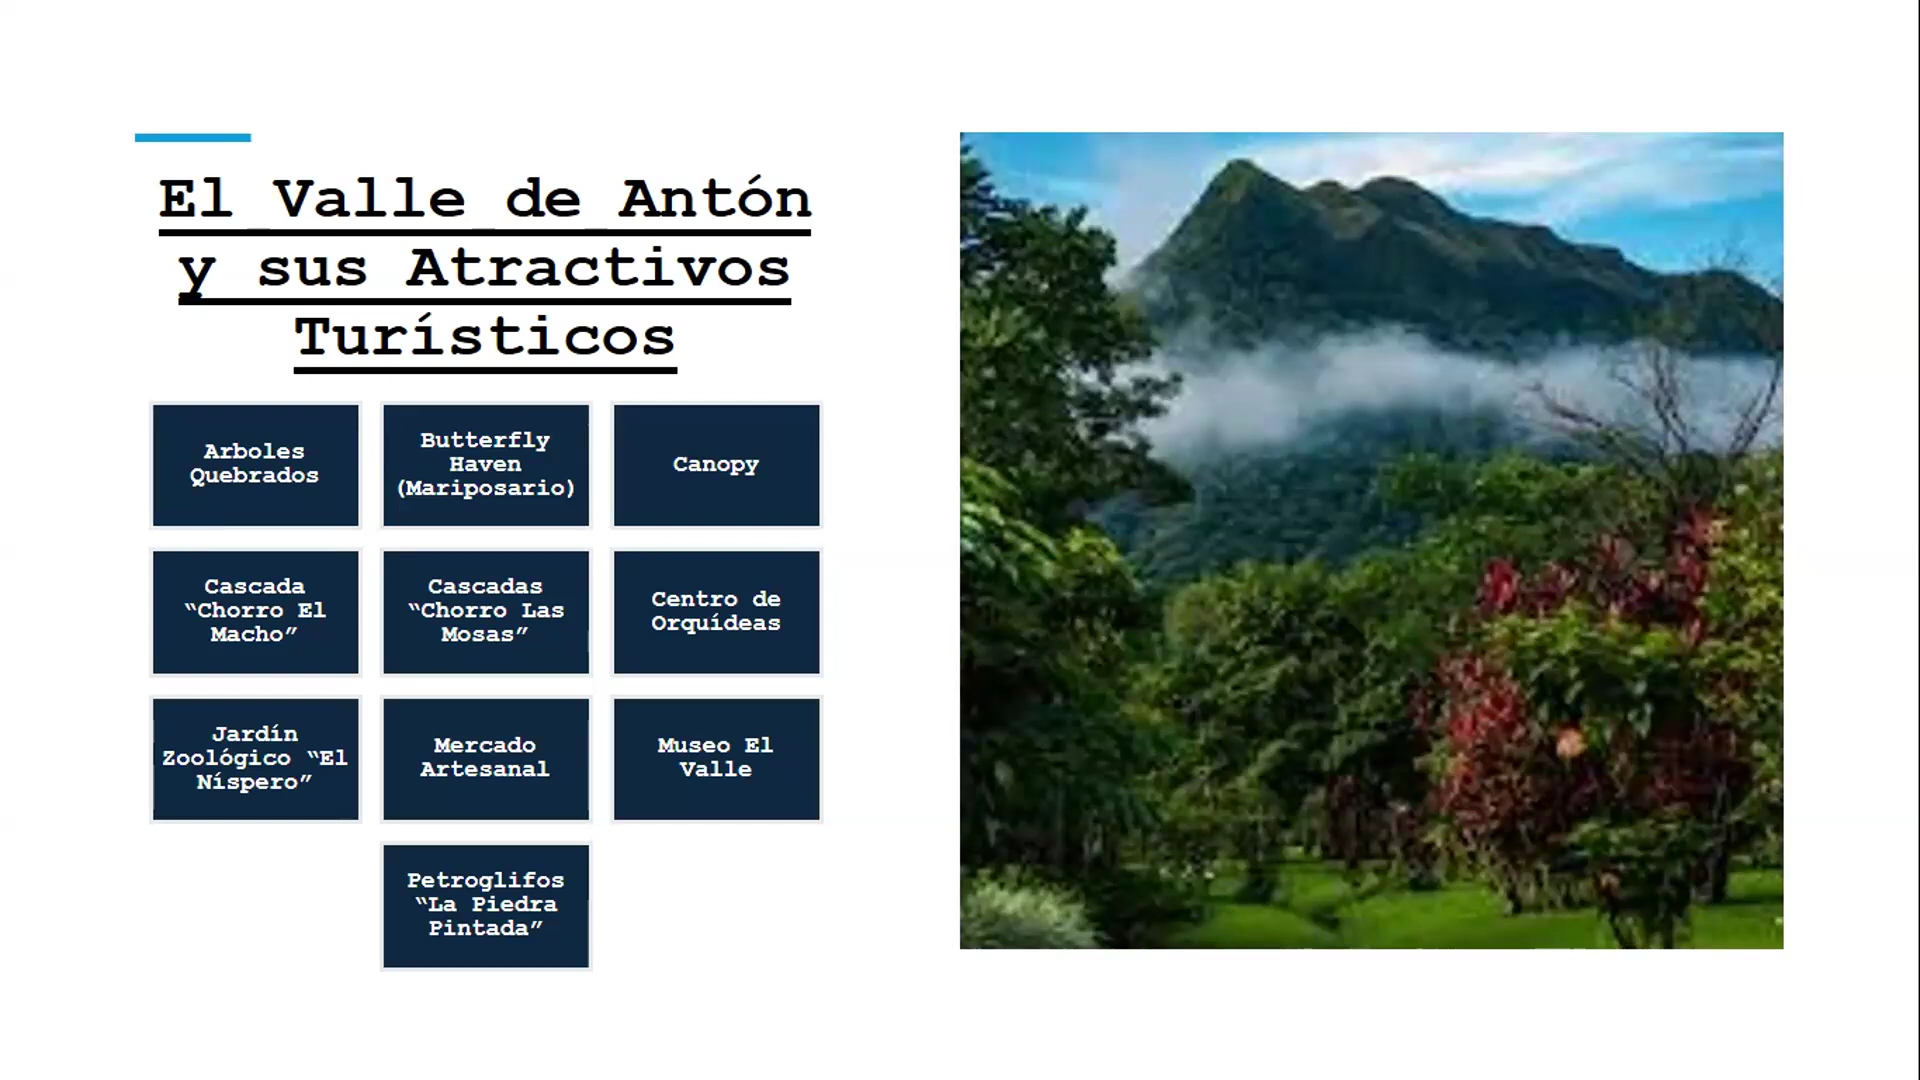 El Valle de Antón
y sus Atractivos
Turísticos
Arboles
Quebrados
Butterfly
Haven
(Mariposario)
Canopy
Cascada
“Chorro El
Macho”
Cascadas
“Chorro Las
Mosas”
Centro de
Orquídeas
Jardín
Zoológico “El
Níspero”
Mercado
Artesanal
Museo El
Valle
Petroglifos
“La Piedra
Pintada”